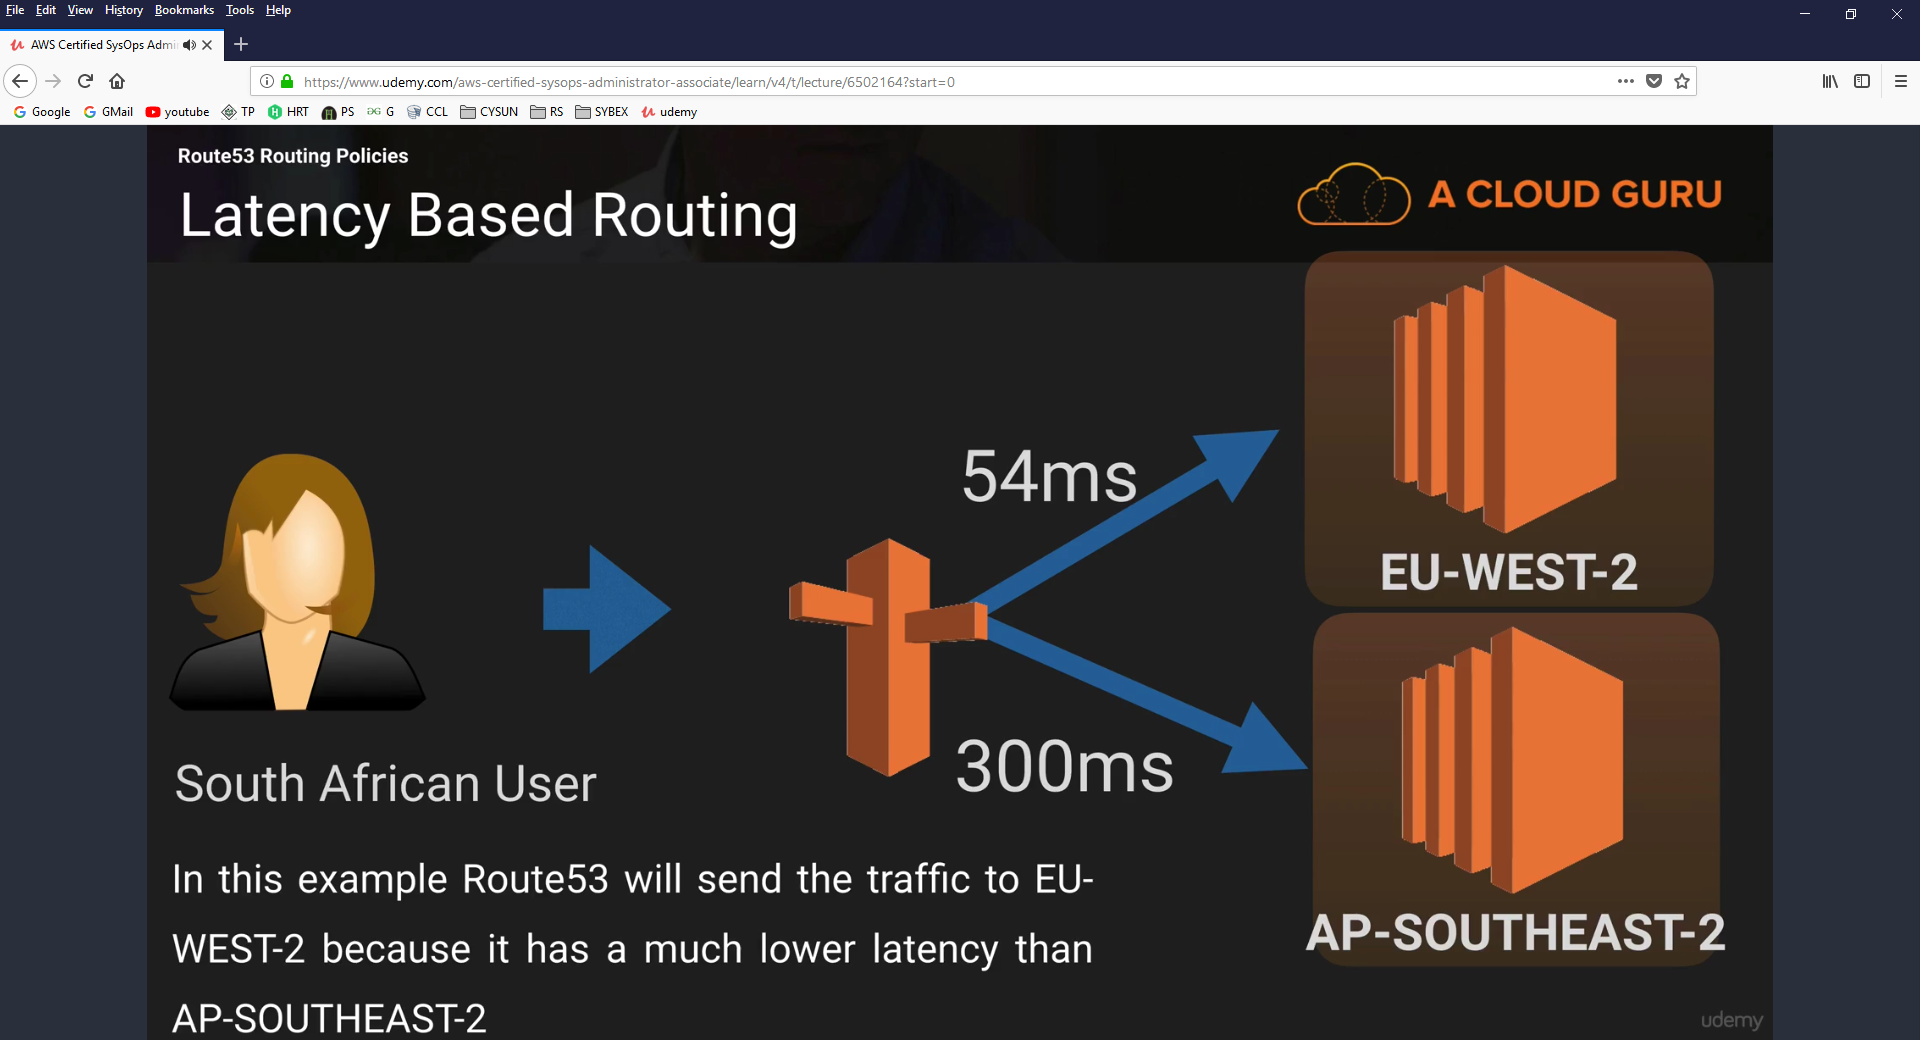 File Edit View History Bookmarks Tools Help
AWS Certified SysOps Admi
https://www.udemy.com/aws-certified-sysops-administrator-associate/learn/v4/t/lecture/6502164?start=0
Google GMail youtube TP HRT PS G CCL CYSUN RS SYBEX udemy
Route53 Routing Policies
Latency Based Routing
A CLOUD GURU
54ms
EU-WEST-2
300ms
South African User
AP-SOUTHEAST-2
In this example Route53 will send the traffic to EU-
WEST-2 because it has a much lower latency than
AP-SOUTHEAST-2
udemy